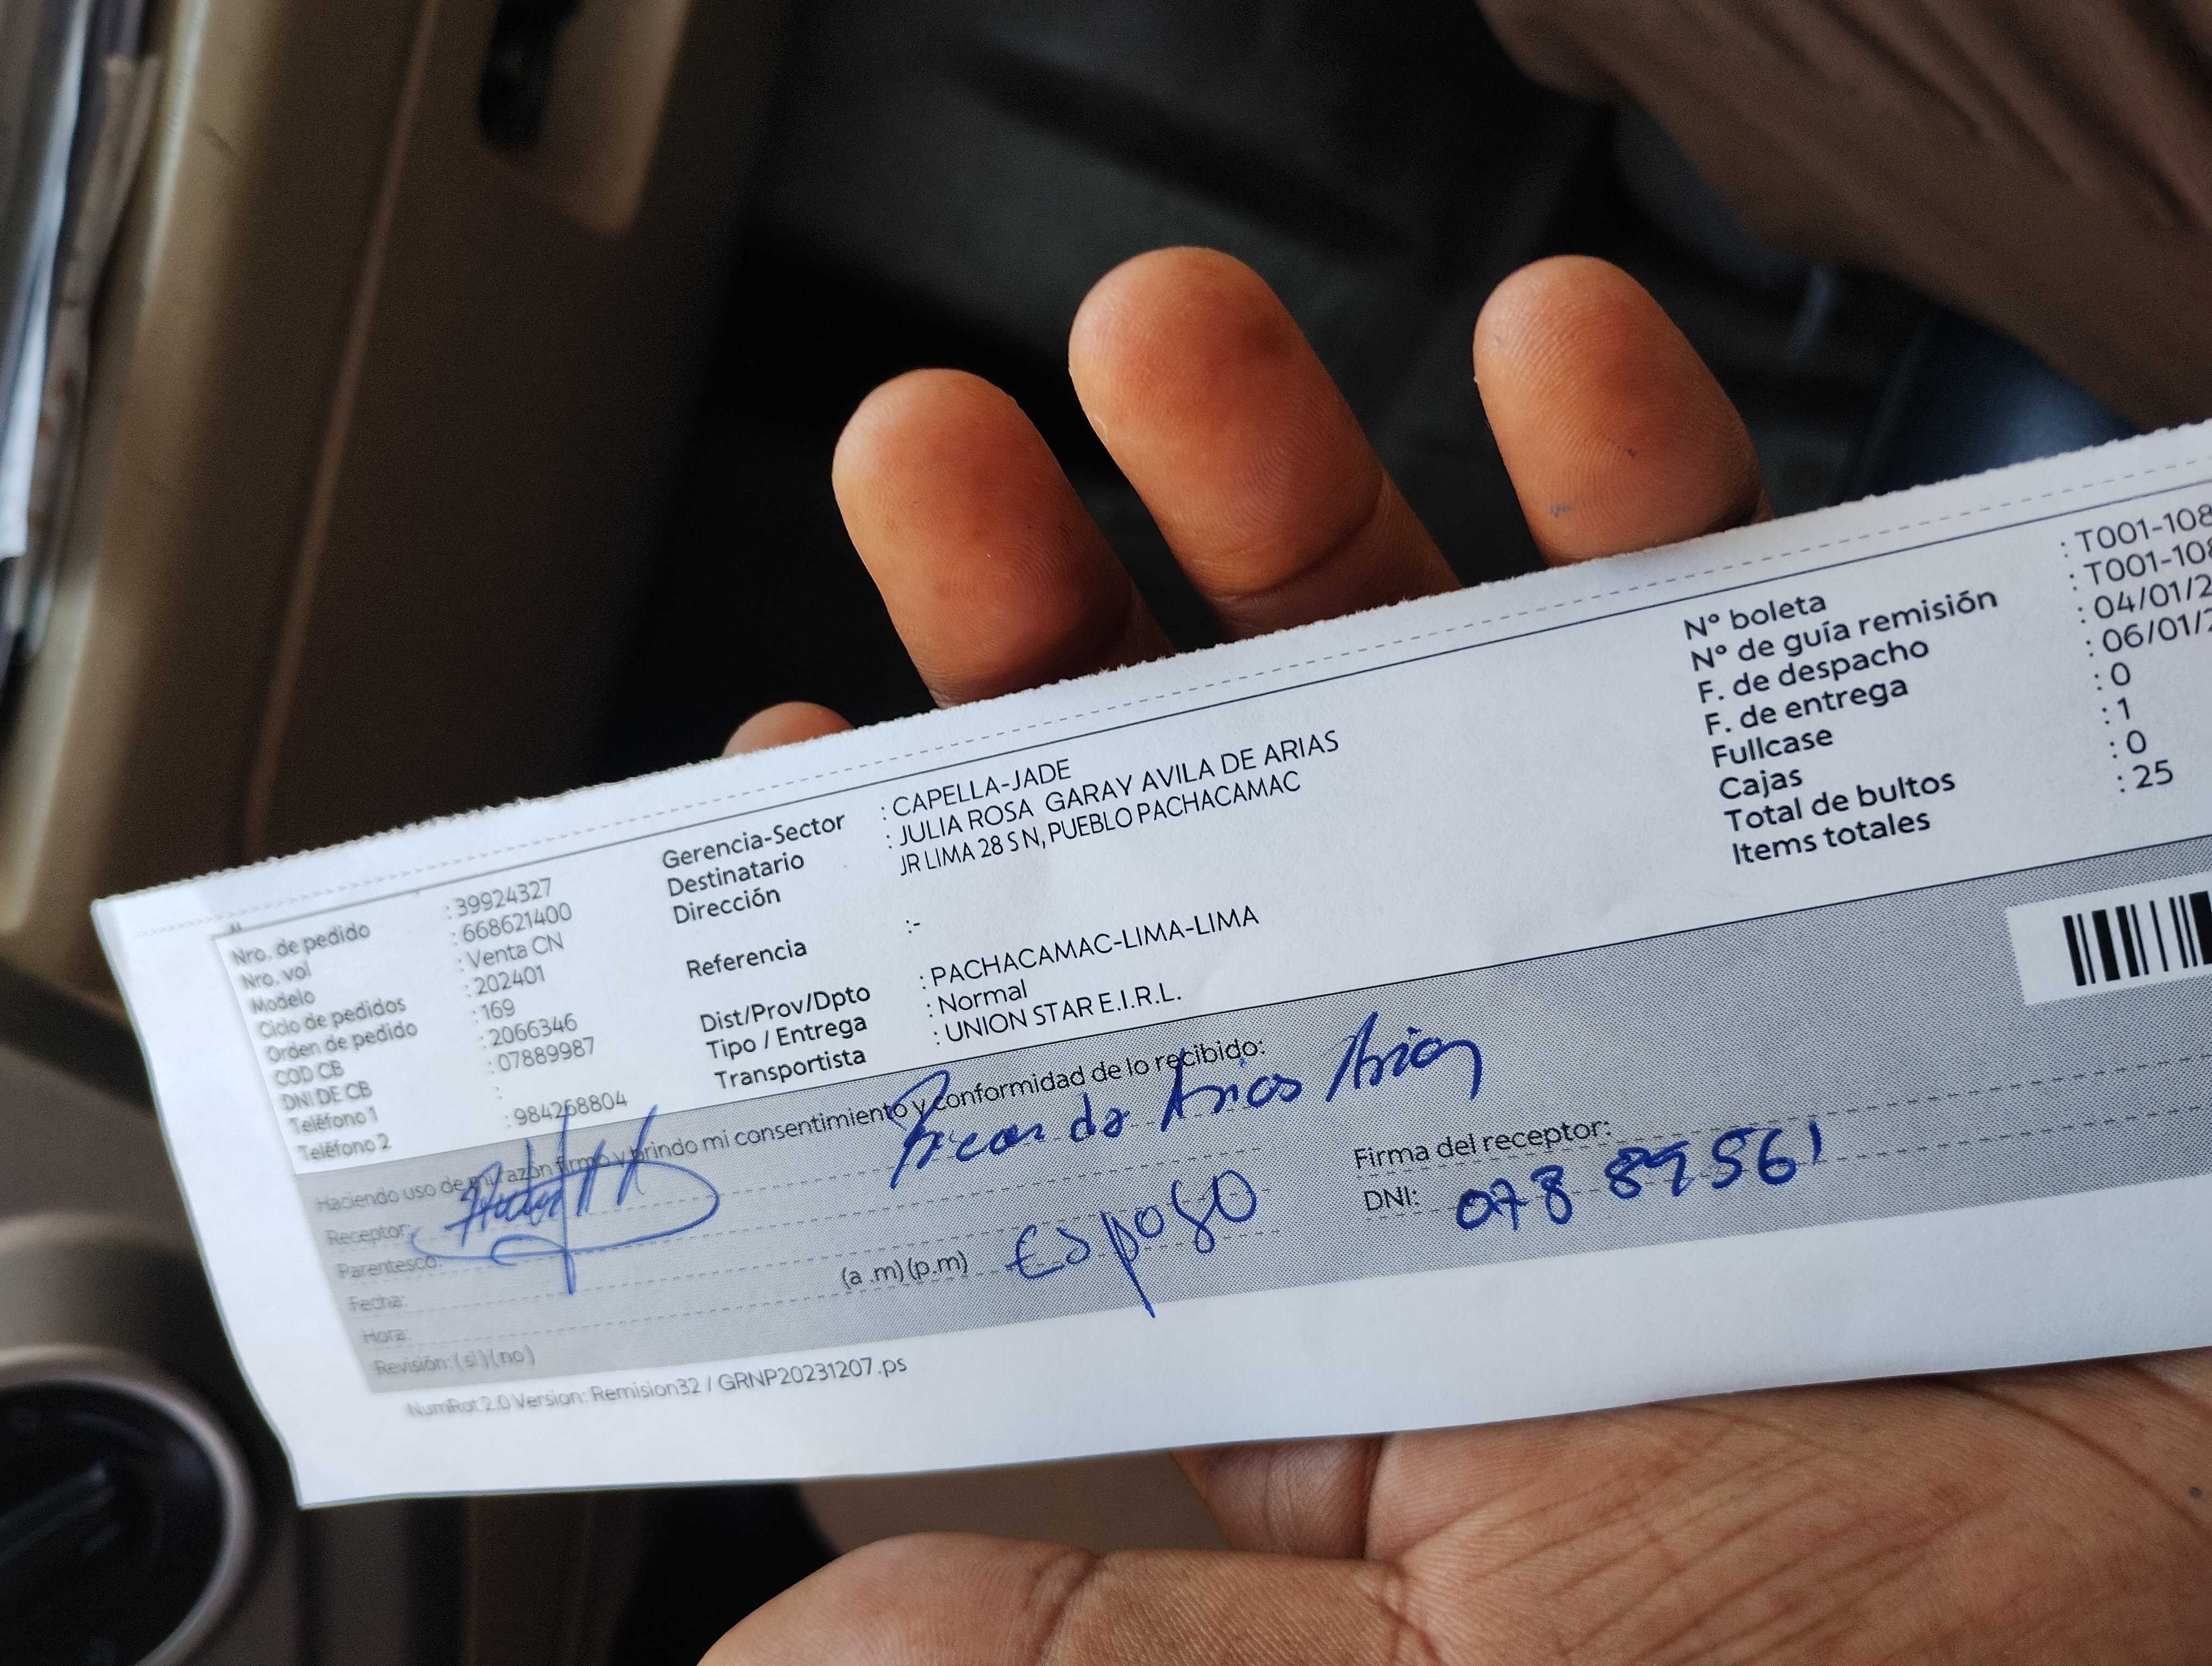 Nro. de pedido : 39924327
Nro. vol : 668621400
Modelo : Venta CN
Ciclo de pedidos : 202401
Orden de pedido : 169
COD CB : 2066346
DNI DE CB : 07889987
Teléfono 1 :
Teléfono 2 : 984268804
Gerencia-Sector : CAPELLA-JADE
Destinatario : JULIA ROSA GARAY AVILA DE ARIAS
Dirección JR LIMA 28 S N, PUEBLO PACHACAMAC
Referencia :-
Dist/Prov/Dpto : PACHACAMAC-LIMA-LIMA
Tipo / Entrega : Normal
Transportista : UNION STAR E.I.R.L.
N° boleta : T001-108
N° de guía remisión : T001-108
F. de despacho : 04/01/2
F. de entrega : 06/01/2
Fullcase : 0
Cajas : 1
Total de bultos : 0
Items totales : 25
Haciendo uso de mi razón firmo y brindo mi consentimiento y conformidad de lo recibido:
Receptor: Ricardo Arias Arias
Parentesco:
Fecha:
Hora: (a .m)(p.m) Esposo
Revisión:(si)(no)
Firma del receptor:
DNI: 07889561
NumRot 2.0 Version: Remision32 / GRNP20231207.ps